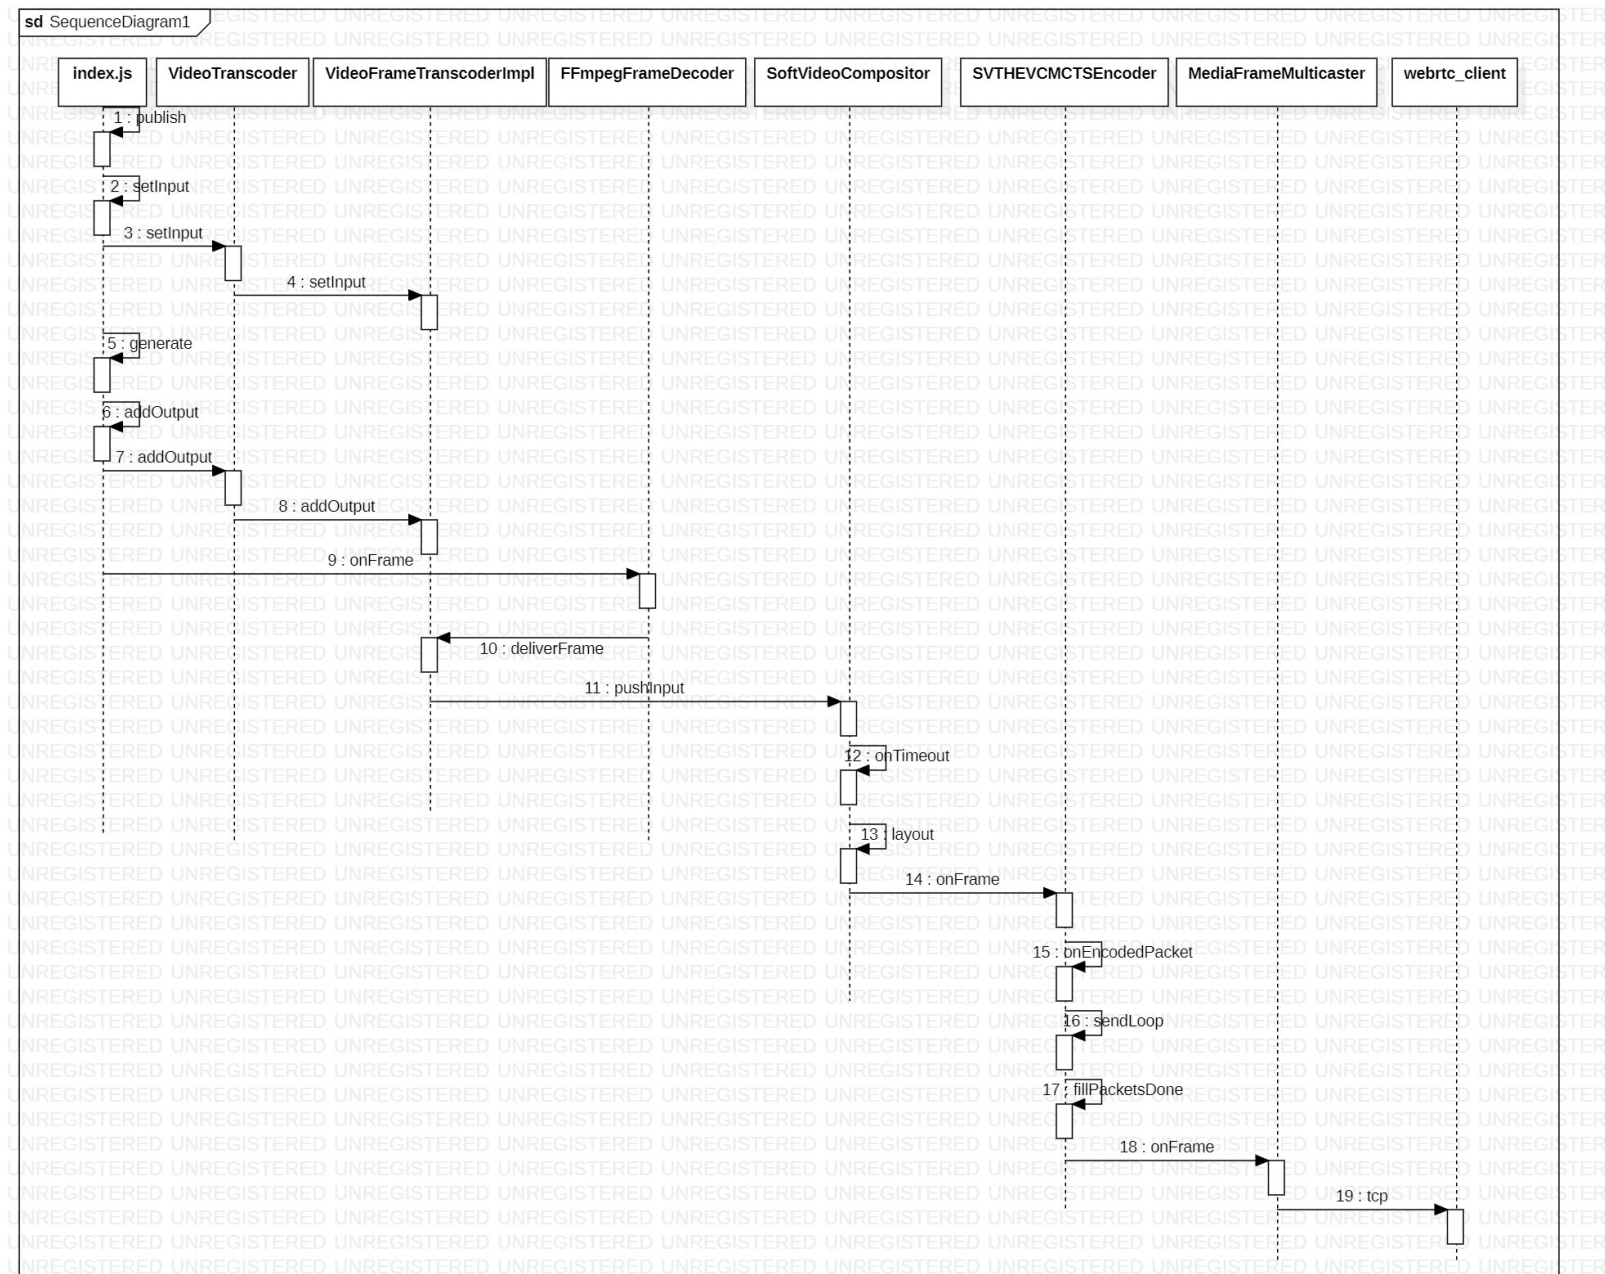 sd SequenceDiagram1
index.js
VideoTranscoder
VideoFrameTranscoderImpl
FFmpegFrameDecoder
SoftVideoCompositor
SVTHEVCMCTSEncoder
MediaFrameMulticaster
webrtc_client
1 : publish
2 : setInput
3 : setInput
4 : setInput
5 : generate
6 : addOutput
7 : addOutput
8 : addOutput
9 : onFrame
10 : deliverFrame
11 : pushInput
12 : onTimeout
13 : layout
14 : onFrame
15 : onEncodedPacket
16 : sendLoop
17 : fillPacketsDone
18 : onFrame
19 : tcp
UNREGISTERED